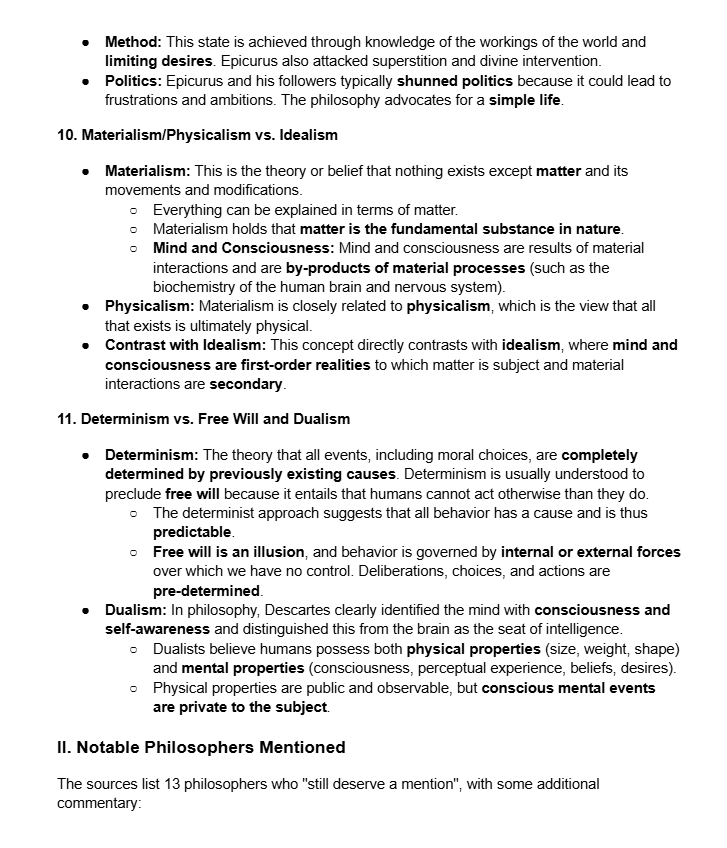 ● Method: This state is achieved through knowledge of the workings of the world and
limiting desires. Epicurus also attacked superstition and divine intervention.
● Politics: Epicurus and his followers typically shunned politics because it could lead to
frustrations and ambitions. The philosophy advocates for a simple life.
10. Materialism/Physicalism vs. Idealism
● Materialism: This is the theory or belief that nothing exists except matter and its
movements and modifications.
○ Everything can be explained in terms of matter.
○ Materialism holds that matter is the fundamental substance in nature.
○ Mind and Consciousness: Mind and consciousness are results of material
interactions and are by-products of material processes (such as the
biochemistry of the human brain and nervous system).
● Physicalism: Materialism is closely related to physicalism, which is the view that all
that exists is ultimately physical.
● Contrast with Idealism: This concept directly contrasts with idealism, where mind and
consciousness are first-order realities to which matter is subject and material
interactions are secondary.
11. Determinism vs. Free Will and Dualism
● Determinism: The theory that all events, including moral choices, are completely
determined by previously existing causes. Determinism is usually understood to
preclude free will because it entails that humans cannot act otherwise than they do.
○ The determinist approach suggests that all behavior has a cause and is thus
predictable.
○ Free will is an illusion, and behavior is governed by internal or external forces
over which we have no control. Deliberations, choices, and actions are
pre-determined.
● Dualism: In philosophy, Descartes clearly identified the mind with consciousness and
self-awareness and distinguished this from the brain as the seat of intelligence.
○ Dualists believe humans possess both physical properties (size, weight, shape)
and mental properties (consciousness, perceptual experience, beliefs, desires).
○ Physical properties are public and observable, but conscious mental events
are private to the subject.
II. Notable Philosophers Mentioned
The sources list 13 philosophers who "still deserve a mention", with some additional
commentary: